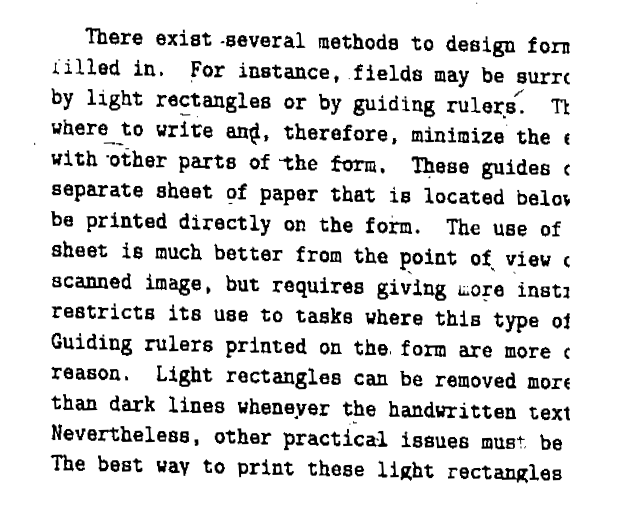 There exist several methods to design form
filled in. For instance, fields may be surro
by light rectangles or by guiding rulers. Th
where to write and, therefore, minimize the
with other parts of the form. These guides
separate sheet of paper that is located below
be printed directly on the form. The use of
sheet is much better from the point of view
scanned image, but requires giving more instr
restricts its use to tasks where this type of
Guiding rulers printed on the form are more
reason. Light rectangles can be removed more
than dark lines whenever the handwritten text
Nevertheless, other practical issues must be
The best way to print these light rectangles